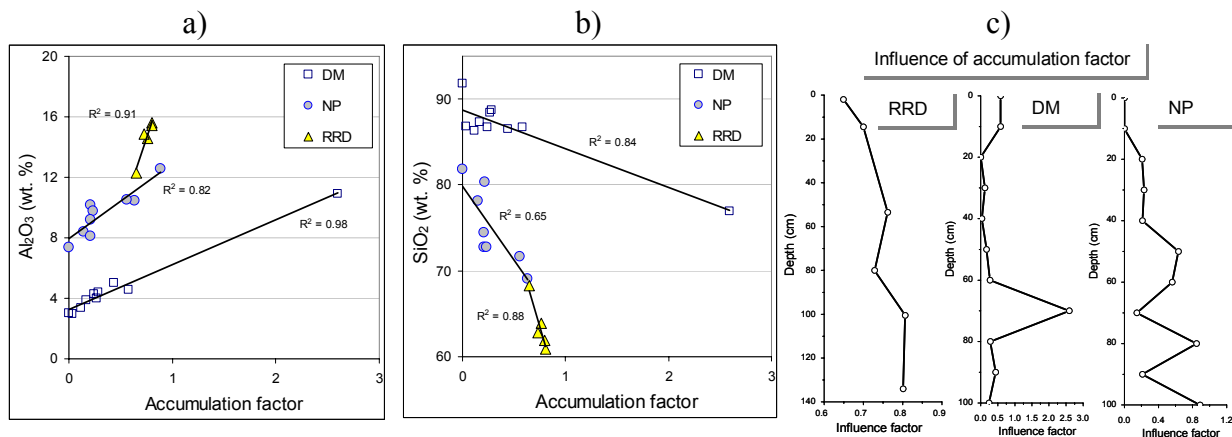 a)
20
16
12
8
4
0
0
1
2
3
Al₂O₃ (wt. %)
Accumulation factor
DM
NP
RRD
R² = 0.91
R² = 0.82
R² = 0.98
b)
90
80
70
60
0
1
2
3
SiO₂ (wt. %)
Accumulation factor
DM
NP
RRD
R² = 0.84
R² = 0.65
R² = 0.88
c)
Influence of accumulation factor
RRD
0
20
40
60
80
100
120
140
0.6
0.7
0.8
0.9
Depth (cm)
Influence factor
DM
0
20
40
60
80
100
0.0
0.5
1.0
1.5
2.0
2.5
3.0
Depth (cm)
Influence factor
NP
0
20
40
60
80
100
0.0
0.4
0.8
1.2
Depth (cm)
Influence factor